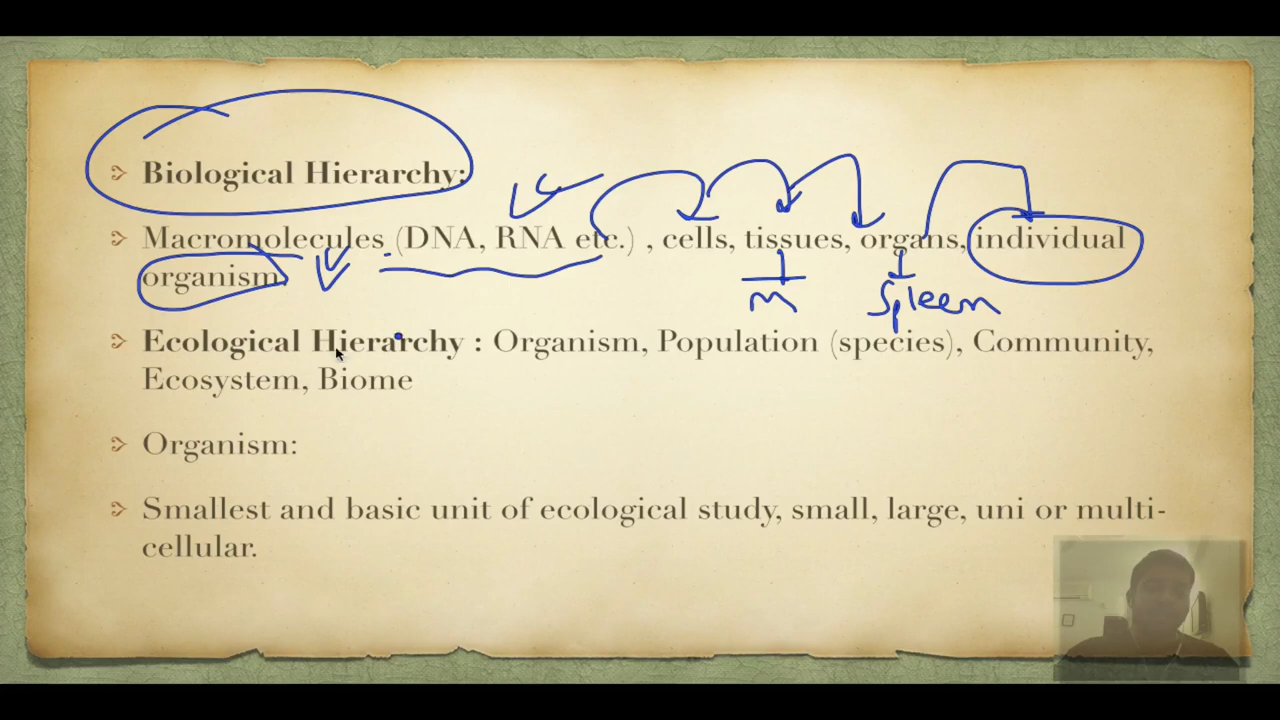 Biological Hierarchy:
Macromolecules (DNA, RNA etc.) , cells, tissues, organs, individual
organism.
m
Spleen
Ecological Hierarchy : Organism, Population (species), Community,
Ecosystem, Biome
Organism:
Smallest and basic unit of ecological study, small, large, uni or multi-
cellular.